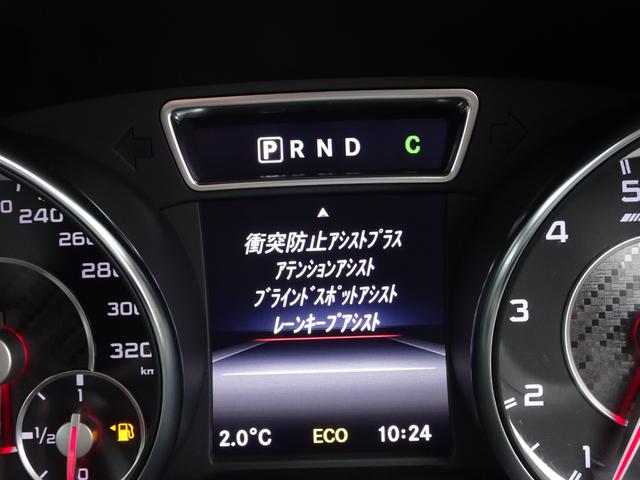 P R N D C
衝突防止アシストプラス
アテンションアシスト
ブラインドスポットアシスト
レーンキープアシスト
2.0°C ECO 10:24
240
260
280
300
320
km
1
1/2
0
5
4
3
2
1